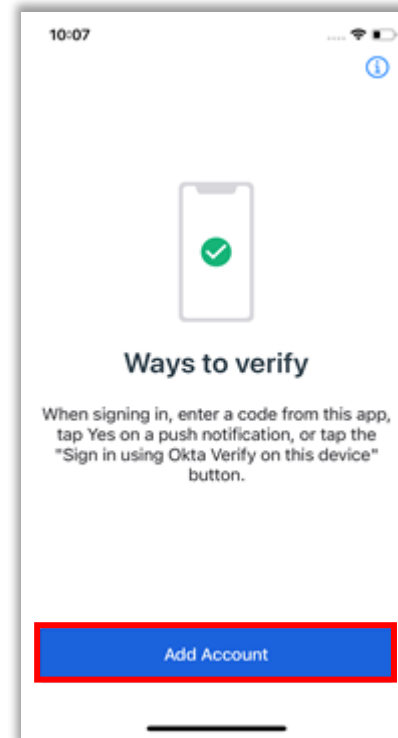 10:07
Ways to verify
When signing in, enter a code from this app,
tap Yes on a push notification, or tap the
"Sign in using Okta Verify on this device"
button.
Add Account